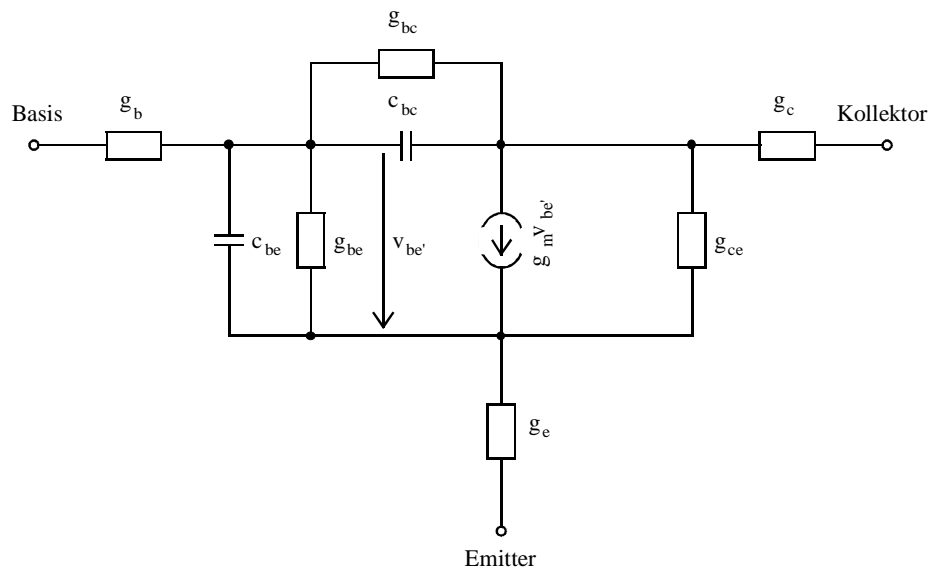 g_bc
c_bc
g_b
g_c
Basis
Kollektor
c_be
g_be
v_be'
g_m v_be'
g_ce
g_e
Emitter